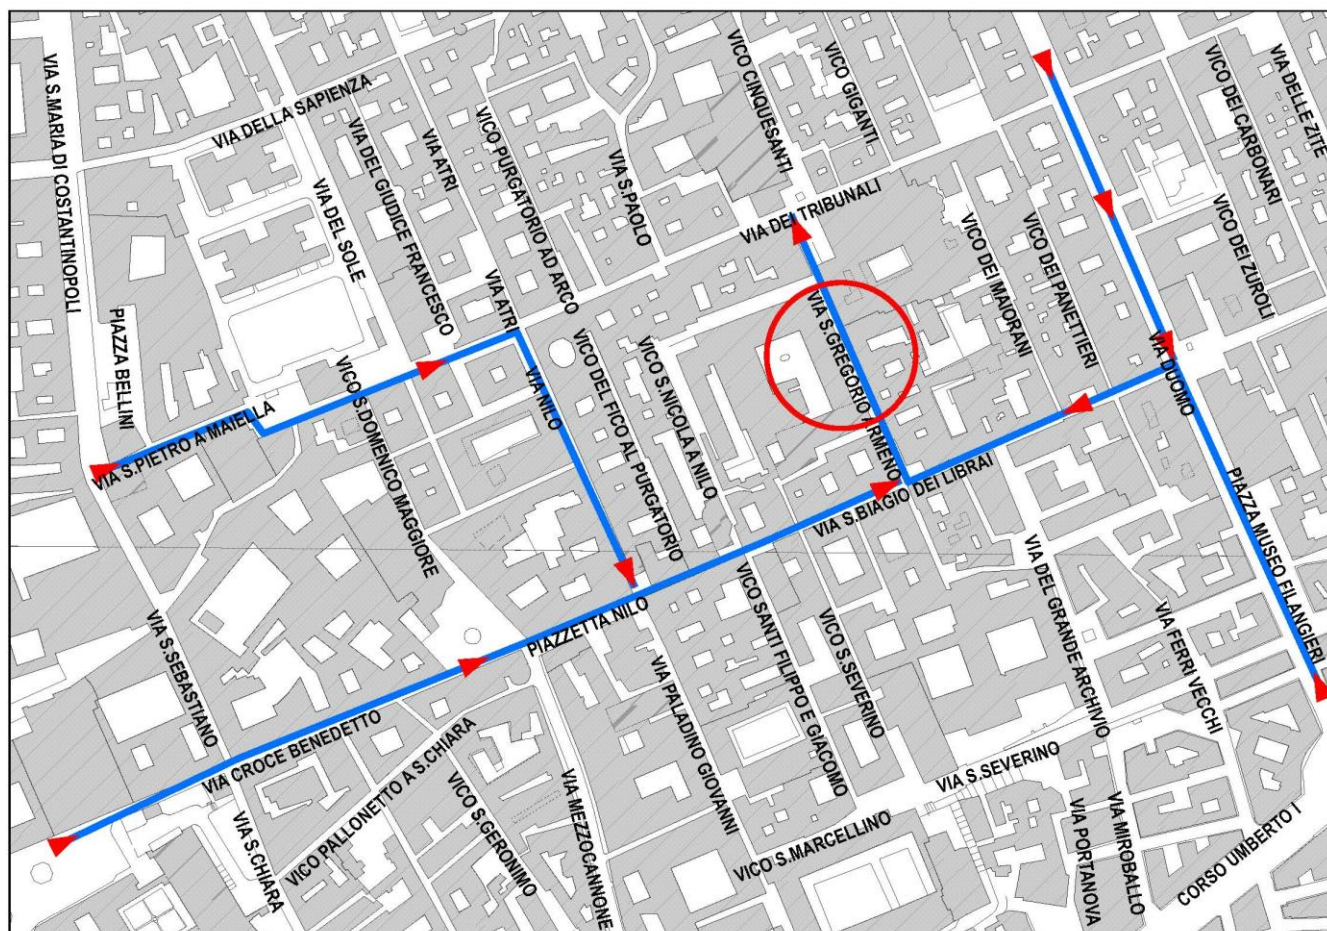 VIA S.MARIA DI COSTANTINOPOLI
VIA DELLA SAPIENZA
VIA DEL GIUDICE FRANCESCO
VIA ATRI
VICO PURGATORIO AD ARCO
VIA S.PAOLO
VICO CINQUESANTI
VICO GIGANTI
VICO DEI CARBONARI
VIA DELLE ZITE
VIA DEL SOLE
VIA DEI TRIBUNALI
VICO DEI MAIORANI
VICO DEI PANETTIERI
VICO DEI ZUROLI
PIAZZA BELLINI
VIA ATRI
VIA S.GREGORIO ARMENO
VIA DUOMO
VIA S.PIETRO A MAIELLA
VICO S.DOMENICO MAGGIORE
VIA NILO
VICO DEL FICO AL PURGATORIO
VICO S.NICOLA A NILO
VIA S.BIAGIO DEI LIBRAI
PIAZZA MUSEO FILANGIERI
VIA S.SEBASTIANO
PIAZZETTA NILO
VICO SANTI FILIPPO E GIACOMO
VICO S.SEVERINO
VIA DEL GRANDE ARCHIVIO
VIA FERRI VECCHI
VIA CROCE BENEDETTO
VIA PALADINO GIOVANNI
VIA S.CHIARA
VICO PALLONETTO A S.CHIARA
VICO S.GERONIMO
VIA MEZZOCANNONE
VICO S.MARCELLINO
VIA S.SEVERINO
VIA PORTANOVA
VIA MIROBALLO
CORSO UMBERTO I